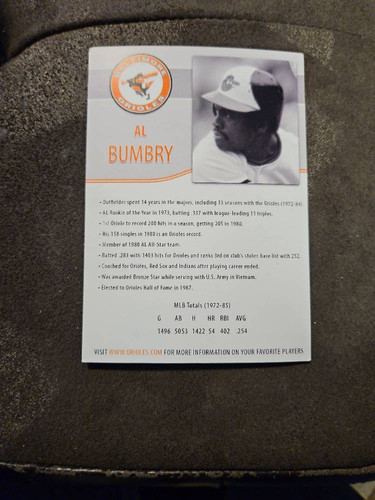 BALTIMORE
ORIOLES
AL
BUMBRY
• Outfielder spent 14 years in the majors, including 13 seasons with the Orioles (1972-84)
• AL Rookie of the Year in 1973, batting .337 with league-leading 11 triples.
• 1st Oriole to record 200 hits in a season, getting 205 in 1980.
• His 158 singles in 1980 is an Orioles record.
• Member of 1980 AL All-Star team.
• Batted .283 with 1403 hits for Orioles and ranks 3rd on club's stolen base list with 252.
• Coached for Orioles, Red Sox and Indians after playing career ended.
• Was awarded Bronze Star while serving with U.S. Army in Vietnam.
• Elected to Orioles Hall of Fame in 1987.
MLB Totals (1972-85)
G AB H HR RBI AVG
1496 5053 1422 54 402 .254
VISIT WWW.ORIOLES.COM FOR MORE INFORMATION ON YOUR FAVORITE PLAYERS